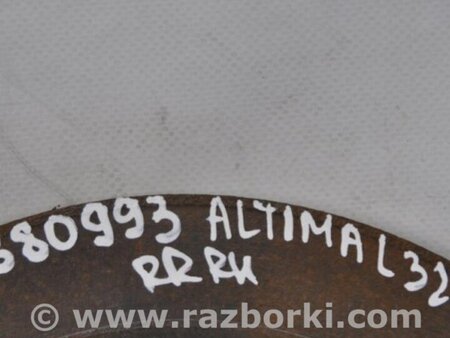 680993 ALTIMA L32
RR RH
© www.razborki.com